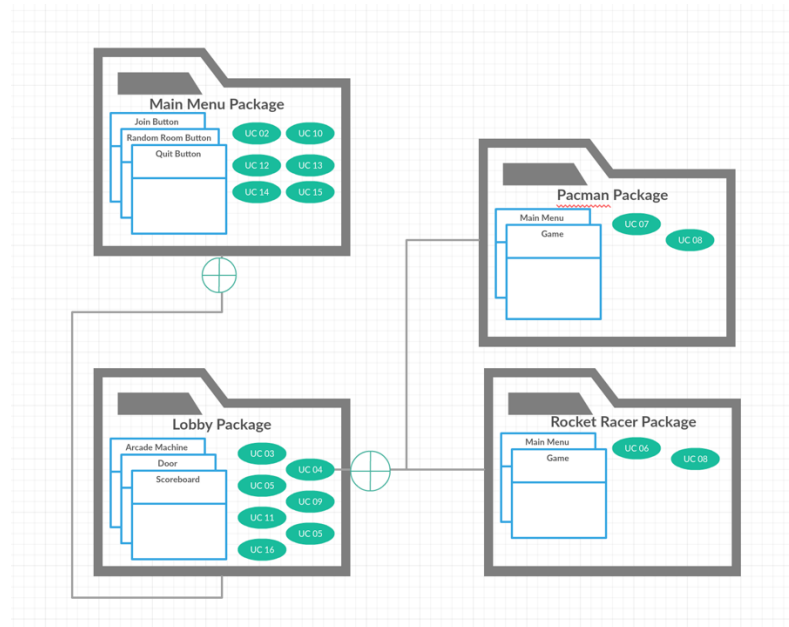 Main Menu Package
Join Button
Random Room Button
Quit Button
UC 02
UC 10
UC 12
UC 13
UC 14
UC 15
Pacman Package
Main Menu
Game
UC 07
UC 08
Lobby Package
Arcade Machine
Door
Scoreboard
UC 03
UC 04
UC 05
UC 09
UC 11
UC 05
UC 16
Rocket Racer Package
Main Menu
Game
UC 06
UC 08